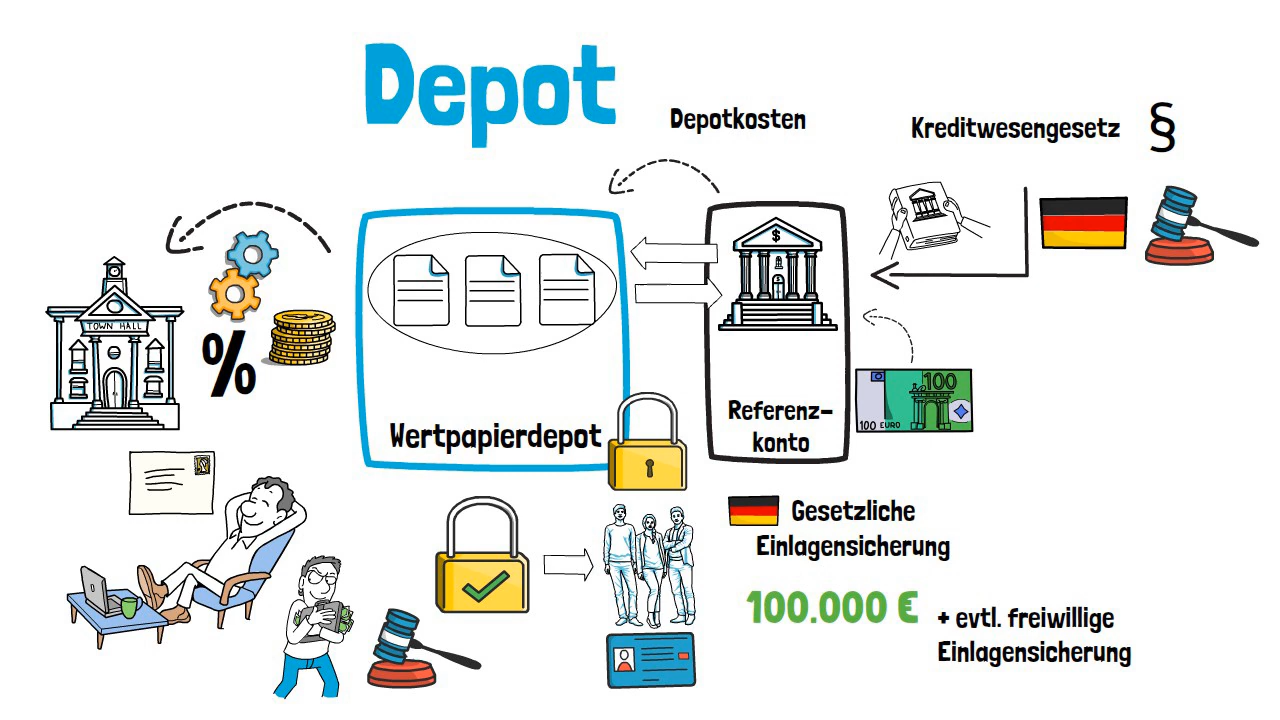 Depot
Depotkosten
Kreditwesengesetz §
$
TOWN HALL
%
Wertpapierdepot
Referenz-
konto
100
100 EURO
Gesetzliche
Einlagensicherung
100.000 €
+ evtl. freiwillige
Einlagensicherung